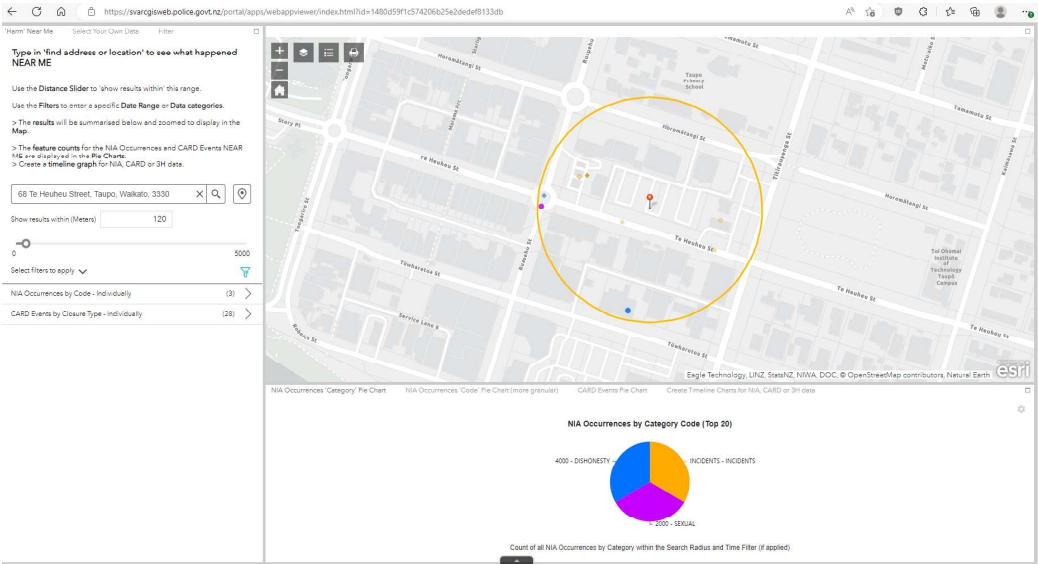 https://svarcgisweb.police.govt.nz/portal/apps/webappviewer/index.html?id=1480d59f1c574206b25e2dedef8133db
'Harm' Near Me Select Your Own Data Filter
Type in 'find address or location' to see what happened
NEAR ME
Use the Distance Slider to 'show results within' this range.
Use the Filters to enter a specific Date Range or Data categories.
> The results will be summarised below and zoomed to display in the
Map.
> The feature counts for the NIA Occurrences and CARD Events NEAR
ME are displayed in the Pie Charts.
> Create a timeline graph for NIA, CARD or 3H data.
68 Te Heuheu Street, Taupo, Waikato, 3330
Show results within (Meters) 120
0 5000
Select filters to apply
NIA Occurrences by Code - Individually (3)
CARD Events by Closure Type - Individually (28)
Horomātangi St
Ruapehu St
Taupo
Primary
School
Tamamutu St
Story Pl
Te Heuheu St
Horomātangi St
Titiraupenga St
Kaimanawa St
Horomātangi St
Tongariro St
Ruapehu St
Te Heuheu St
Toi Ohomai
Institute
of
Technology
Taupō
Campus
Tūwharetoa St
Te Heuheu St
Service Lane 8
Roberts St
Tūwharetoa St
Te Heuheu St
Eagle Technology, LINZ, StatsNZ, NIWA, DOC, © OpenStreetMap contributors, Natural Earth
esri
NIA Occurrences 'Category' Pie Chart NIA Occurrences 'Code' Pie Chart (more granular) CARD Events Pie Chart Create Timeline Charts for NIA, CARD or 3H data
NIA Occurrences by Category Code (Top 20)
4000 - DISHONESTY
INCIDENTS - INCIDENTS
2000 - SEXUAL
Count of all NIA Occurrences by Category within the Search Radius and Time Filter (if applied)